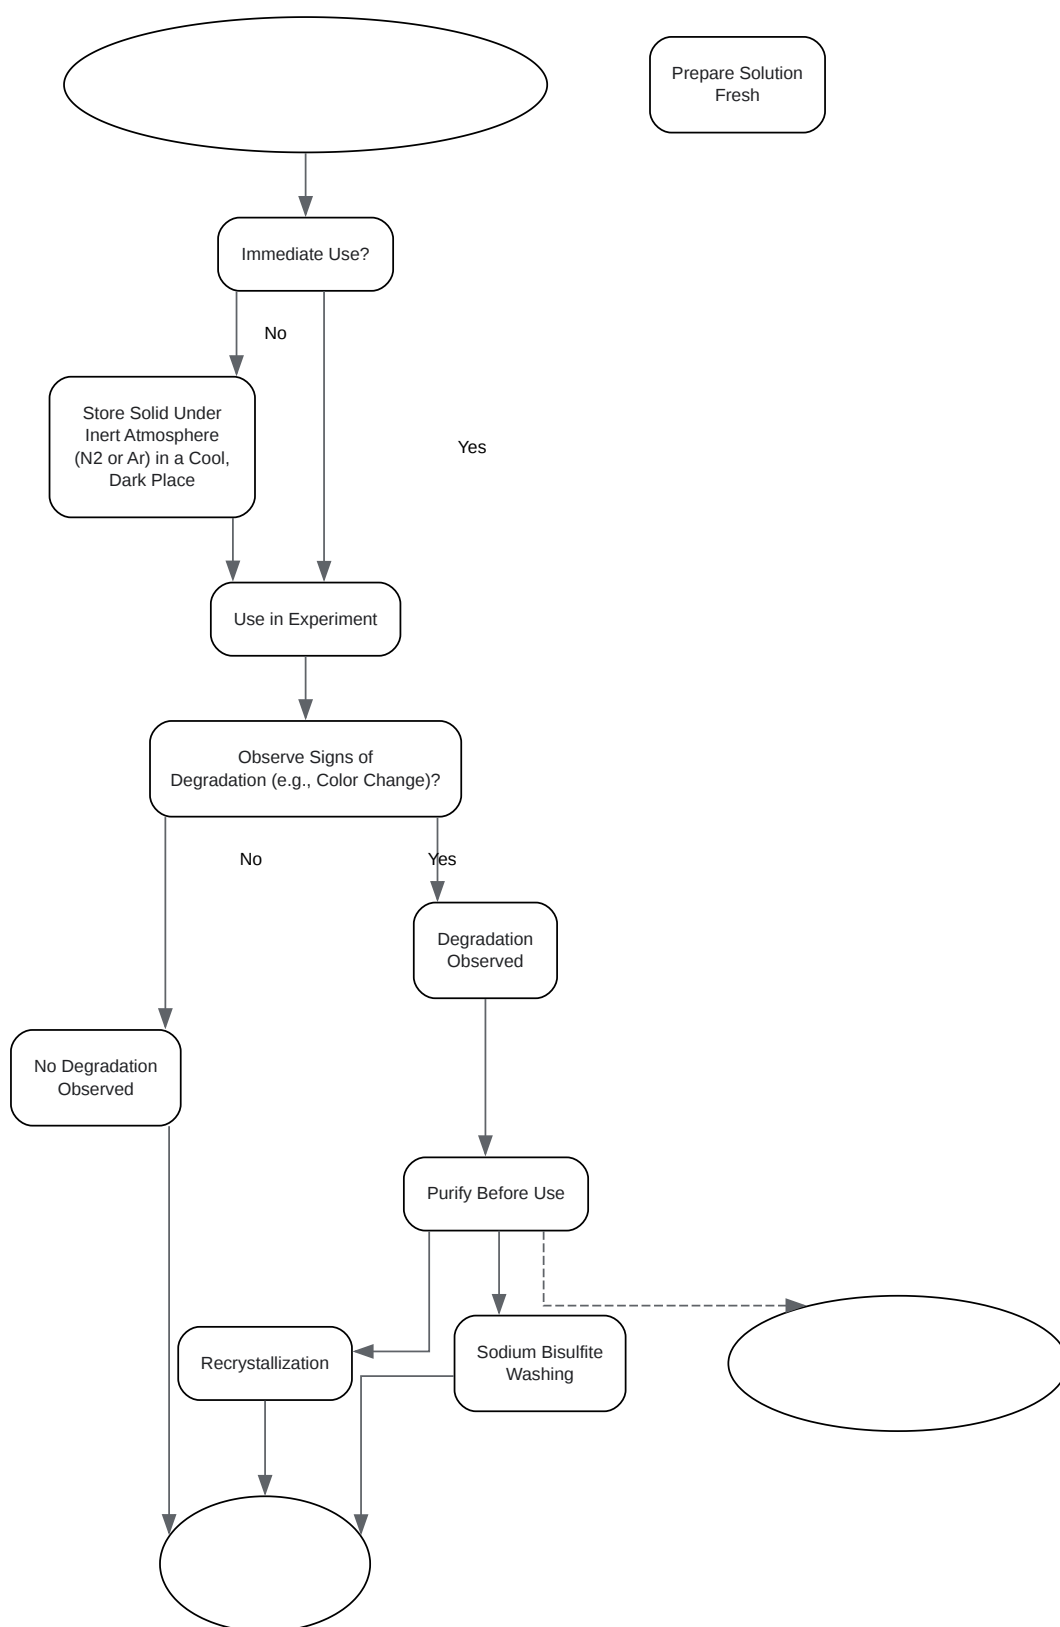 Prepare Solution
Fresh
Immediate Use?
No
Store Solid Under
Inert Atmosphere
(N2 or Ar) in a Cool,
Dark Place
Yes
Use in Experiment
Observe Signs of
Degradation (e.g., Color Change)?
No
Yes
Degradation
Observed
No Degradation
Observed
Purify Before Use
Recrystallization
Sodium Bisulfite
Washing